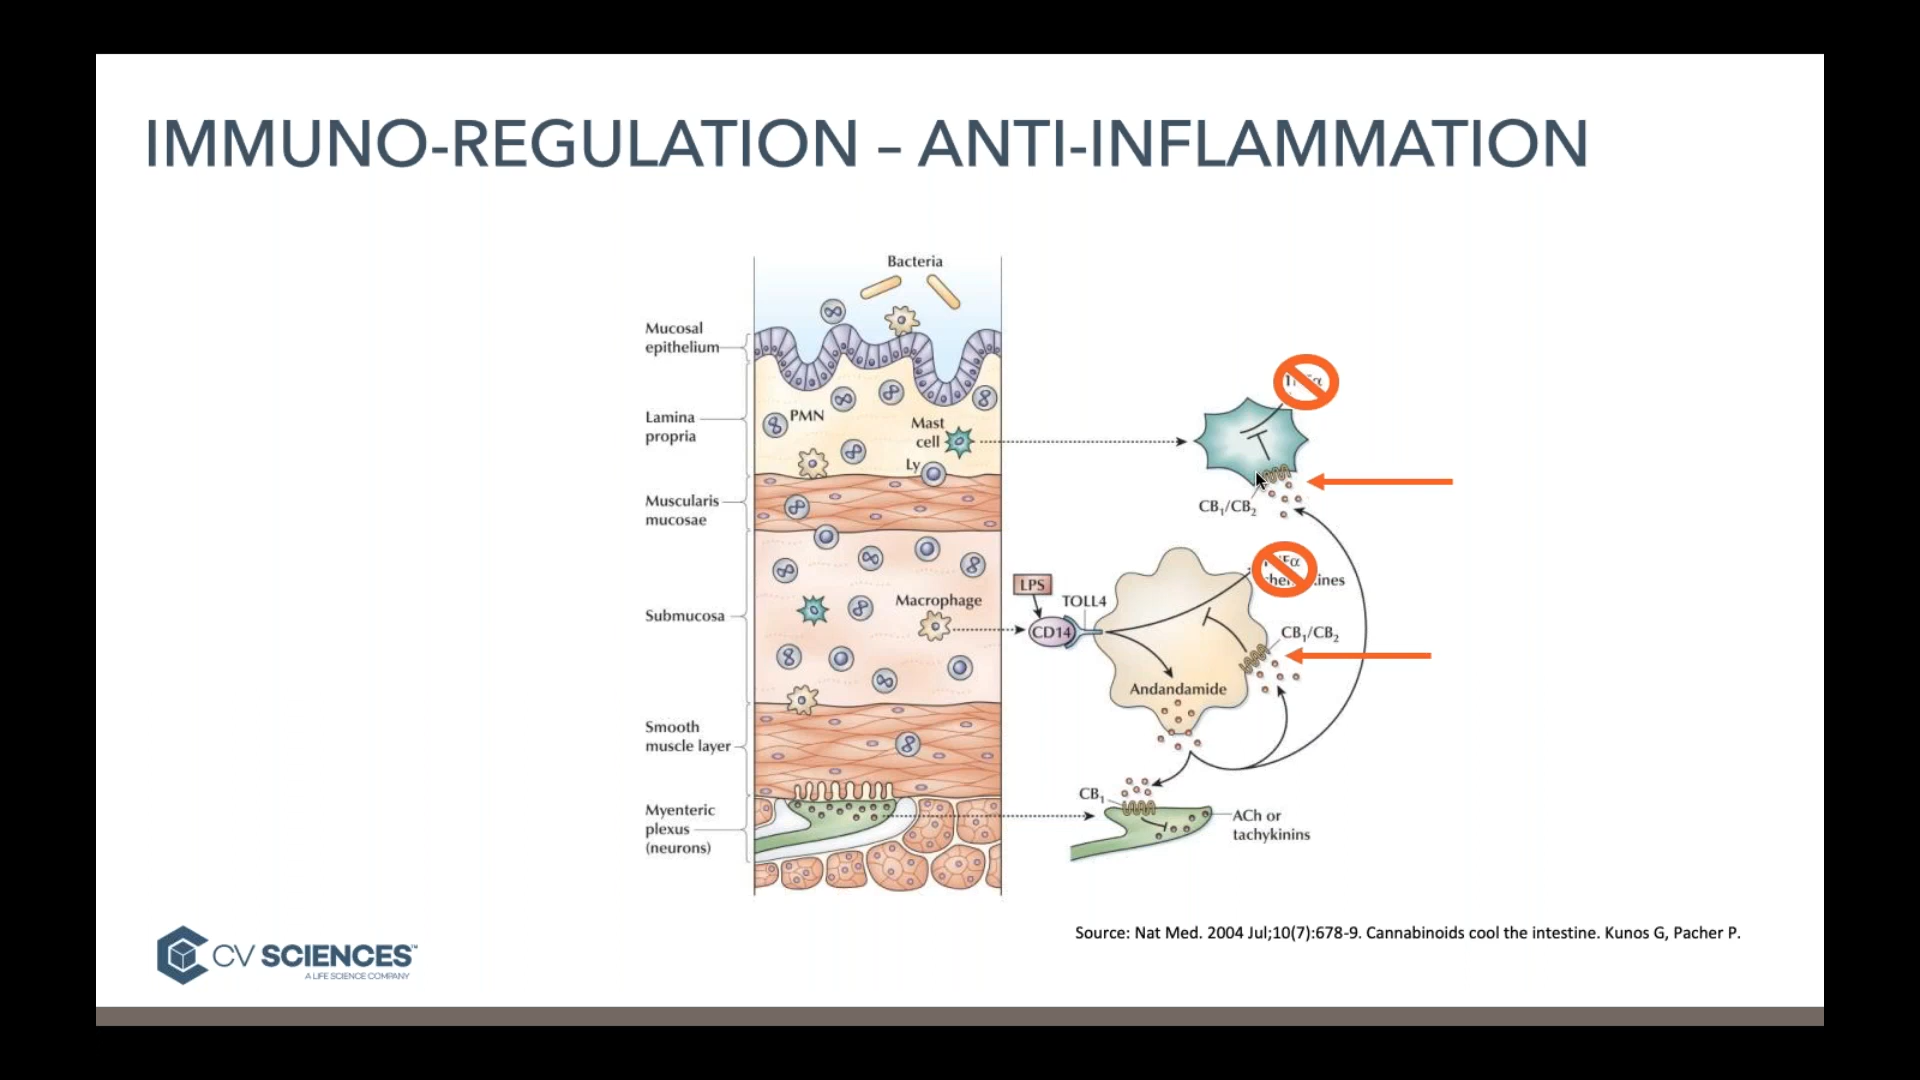 IMMUNO-REGULATION – ANTI-INFLAMMATION
Bacteria
Mucosal
epithelium
Lamina
propria
PMN
Mast
cell
Ly
Muscularis
mucosae
Submucosa
Macrophage
Smooth
muscle layer
Myenteric
plexus
(neurons)
CB1/CB2
LPS
TOLL4
CD14
CB1/CB2
Andandamide
CB1
ACh or
tachykinins
CV SCIENCES™
A LIFE SCIENCE COMPANY
Source: Nat Med. 2004 Jul;10(7):678-9. Cannabinoids cool the intestine. Kunos G, Pacher P.